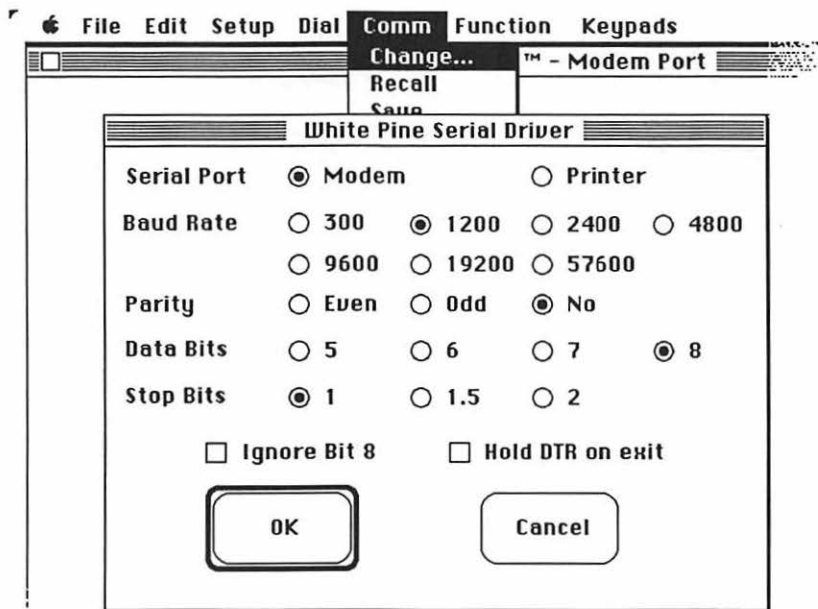 File Edit Setup Dial Comm Function Keypads
Change... ™ - Modem Port
Recall
Save
White Pine Serial Driver
Serial Port Modem Printer
Baud Rate 300 1200 2400 4800
9600 19200 57600
Parity Even Odd No
Data Bits 5 6 7 8
Stop Bits 1 1.5 2
Ignore Bit 8 Hold DTR on exit
OK Cancel